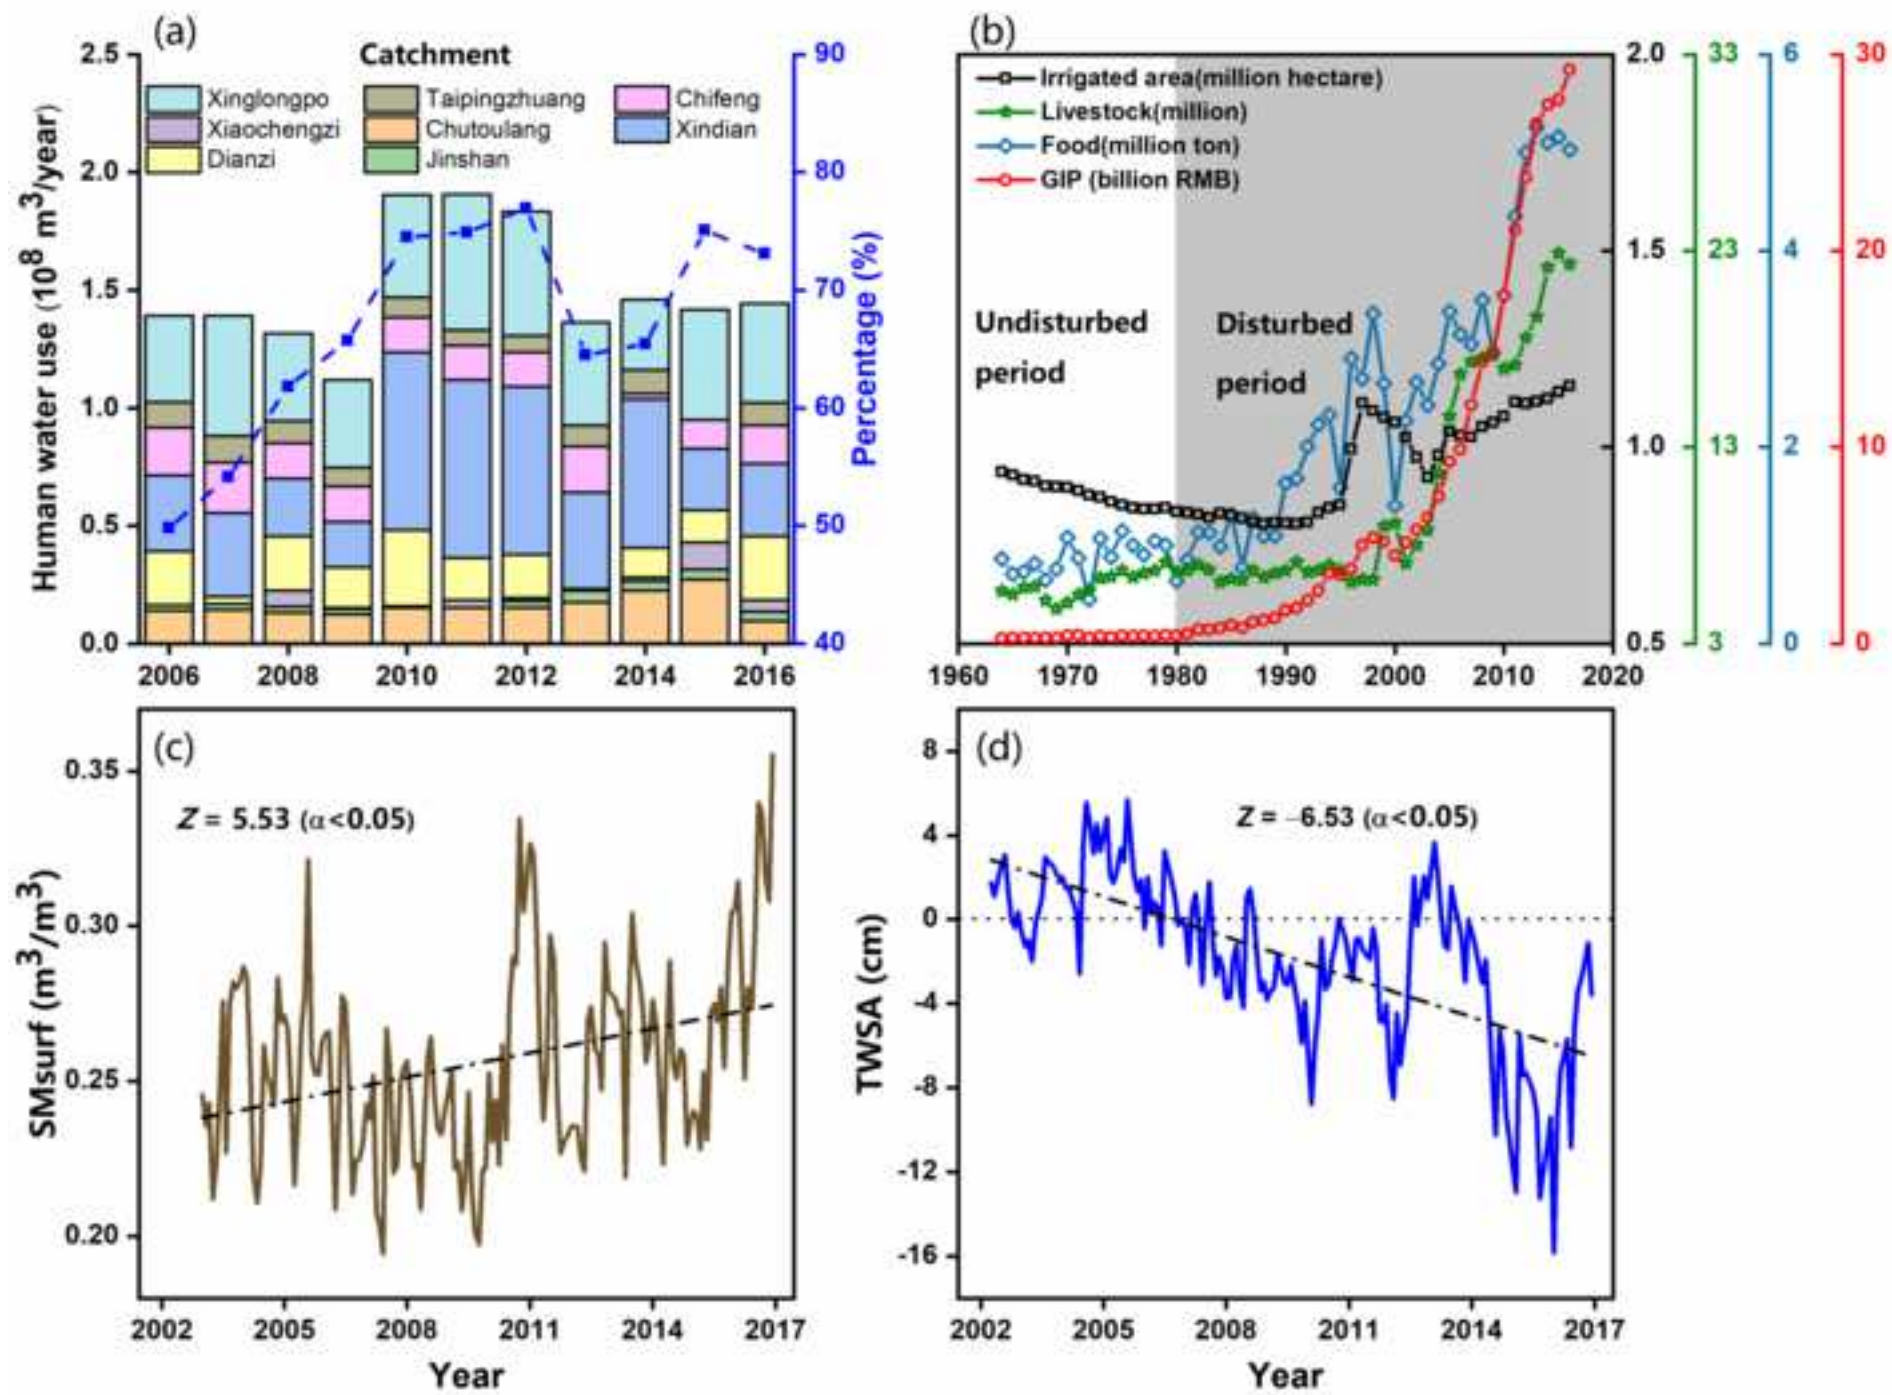 (a)
Catchment
Xinglongpo Taipingzhuang Chifeng
Xiaochengzi Chutoulang Xindian
Dianzi Jinshan
Human water use (10⁸ m³/year)
2.5
2.0
1.5
1.0
0.5
0.0
90
80
70
60
50
40
Percentage (%)
2006 2008 2010 2012 2014 2016
(b)
Irrigated area(million hectare)
Livestock(million)
Food(million ton)
GIP (billion RMB)
Undisturbed
period
Disturbed
period
2.0
1.5
1.0
0.5
33
23
13
3
6
4
2
0
30
20
10
0
1960 1970 1980 1990 2000 2010 2020
(c)
Z = 5.53 (α<0.05)
SMsurf (m³/m³)
0.35
0.30
0.25
0.20
2002 2005 2008 2011 2014 2017
Year
(d)
Z = −6.53 (α<0.05)
TWSA (cm)
8
4
0
-4
-8
-12
-16
2002 2005 2008 2011 2014 2017
Year